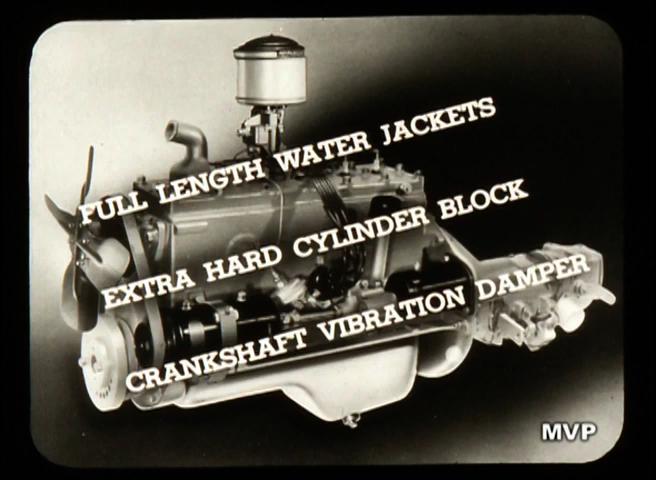 FULL LENGTH WATER JACKETS
EXTRA HARD CYLINDER BLOCK
CRANKSHAFT VIBRATION DAMPER
MVP